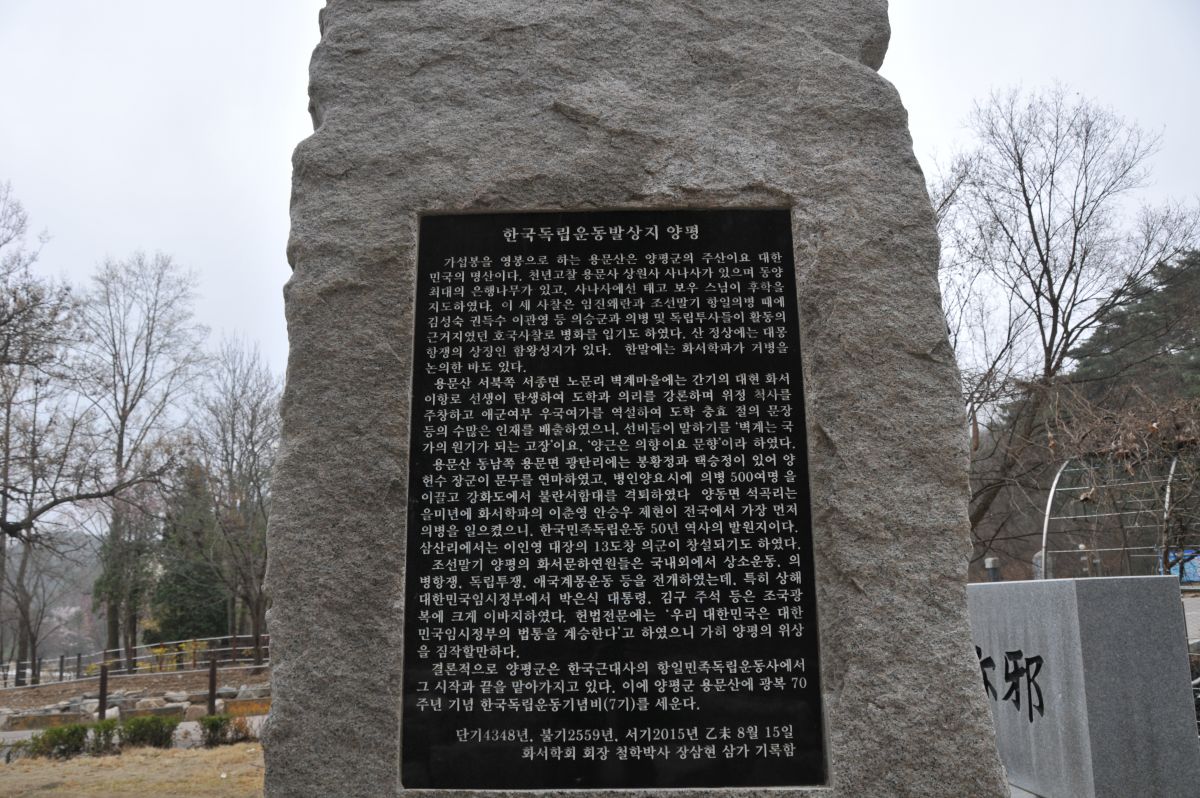 한국독립운동발상지 양평
가섭봉을 영봉으로 하는 용문산은 양평군의 주산이요 대한
민국의 명산이다. 천년고찰 용문사 상원사 사나사가 있으며 동양
최대의 은행나무가 있고, 사나사에선 태고 보우 스님이 후학을
지도하였다. 이 세 사찰은 임진왜란과 조선말기 항일의병 때에
김성숙 권득수 이관영 등 의승군과 의병 및 독립투사들이 활동의
근거지였던 호국사찰로 병화를 입기도 하였다. 산 정상에는 대몽
항쟁의 상징인 함왕성지가 있다. 한말에는 화서학파가 거병을
논의한 바도 있다.
용문산 서북쪽 서종면 노문리 벽계마을에는 간기의 대현 화서
이항로 선생이 탄생하여 도학과 의리를 강론하며 위정 척사를
주창하고 애군여부 우국여가를 역설하여 도학 충효 절의 문장
등의 수많은 인재를 배출하였으니, 선비들이 말하기를 '벽계는 국
가의 원기가 되는 고장'이요, '양근은 의향이요 문향'이라 하였다.
용문산 동남쪽 용문면 광탄리에는 봉황정과 택승정이 있어 양
헌수 장군이 문무를 연마하였고, 병인양요시에 의병 500여명 을
이끌고 강화도에서 불란서함대를 격퇴하였다 양동면 석곡리는
을미년에 화서학파의 이춘영 안승우 제현이 전국에서 가장 먼저
의병을 일으켰으니, 한국민족독립운동 50년 역사의 발원지이다.
삼산리에서는 이인영 대장의 13도창 의군이 창설되기도 하였다.
조선말기 양평의 화서문하연원들은 국내외에서 상소운동, 의
병항쟁, 독립투쟁, 애국계몽운동 등을 전개하였는데, 특히 상해
대한민국임시정부에서 박은식 대통령, 김구 주석 등은 조국광
복에 크게 이바지하였다. 헌법전문에는 '우리 대한민국은 대한
민국임시정부의 법통을 계승한다'고 하였으니 가히 양평의 위상
을 짐작할만하다.
결론적으로 양평군은 한국근대사의 항일민족독립운동사에서
그 시작과 끝을 맡아가지고 있다. 이에 양평군 용문산에 광복 70
주년 기념 한국독립운동기념비(7기)를 세운다.
단기4348년, 불기2559년, 서기2015년 乙未 8월 15일
화서학회 회장 철학박사 장삼현 삼가 기록함
邪